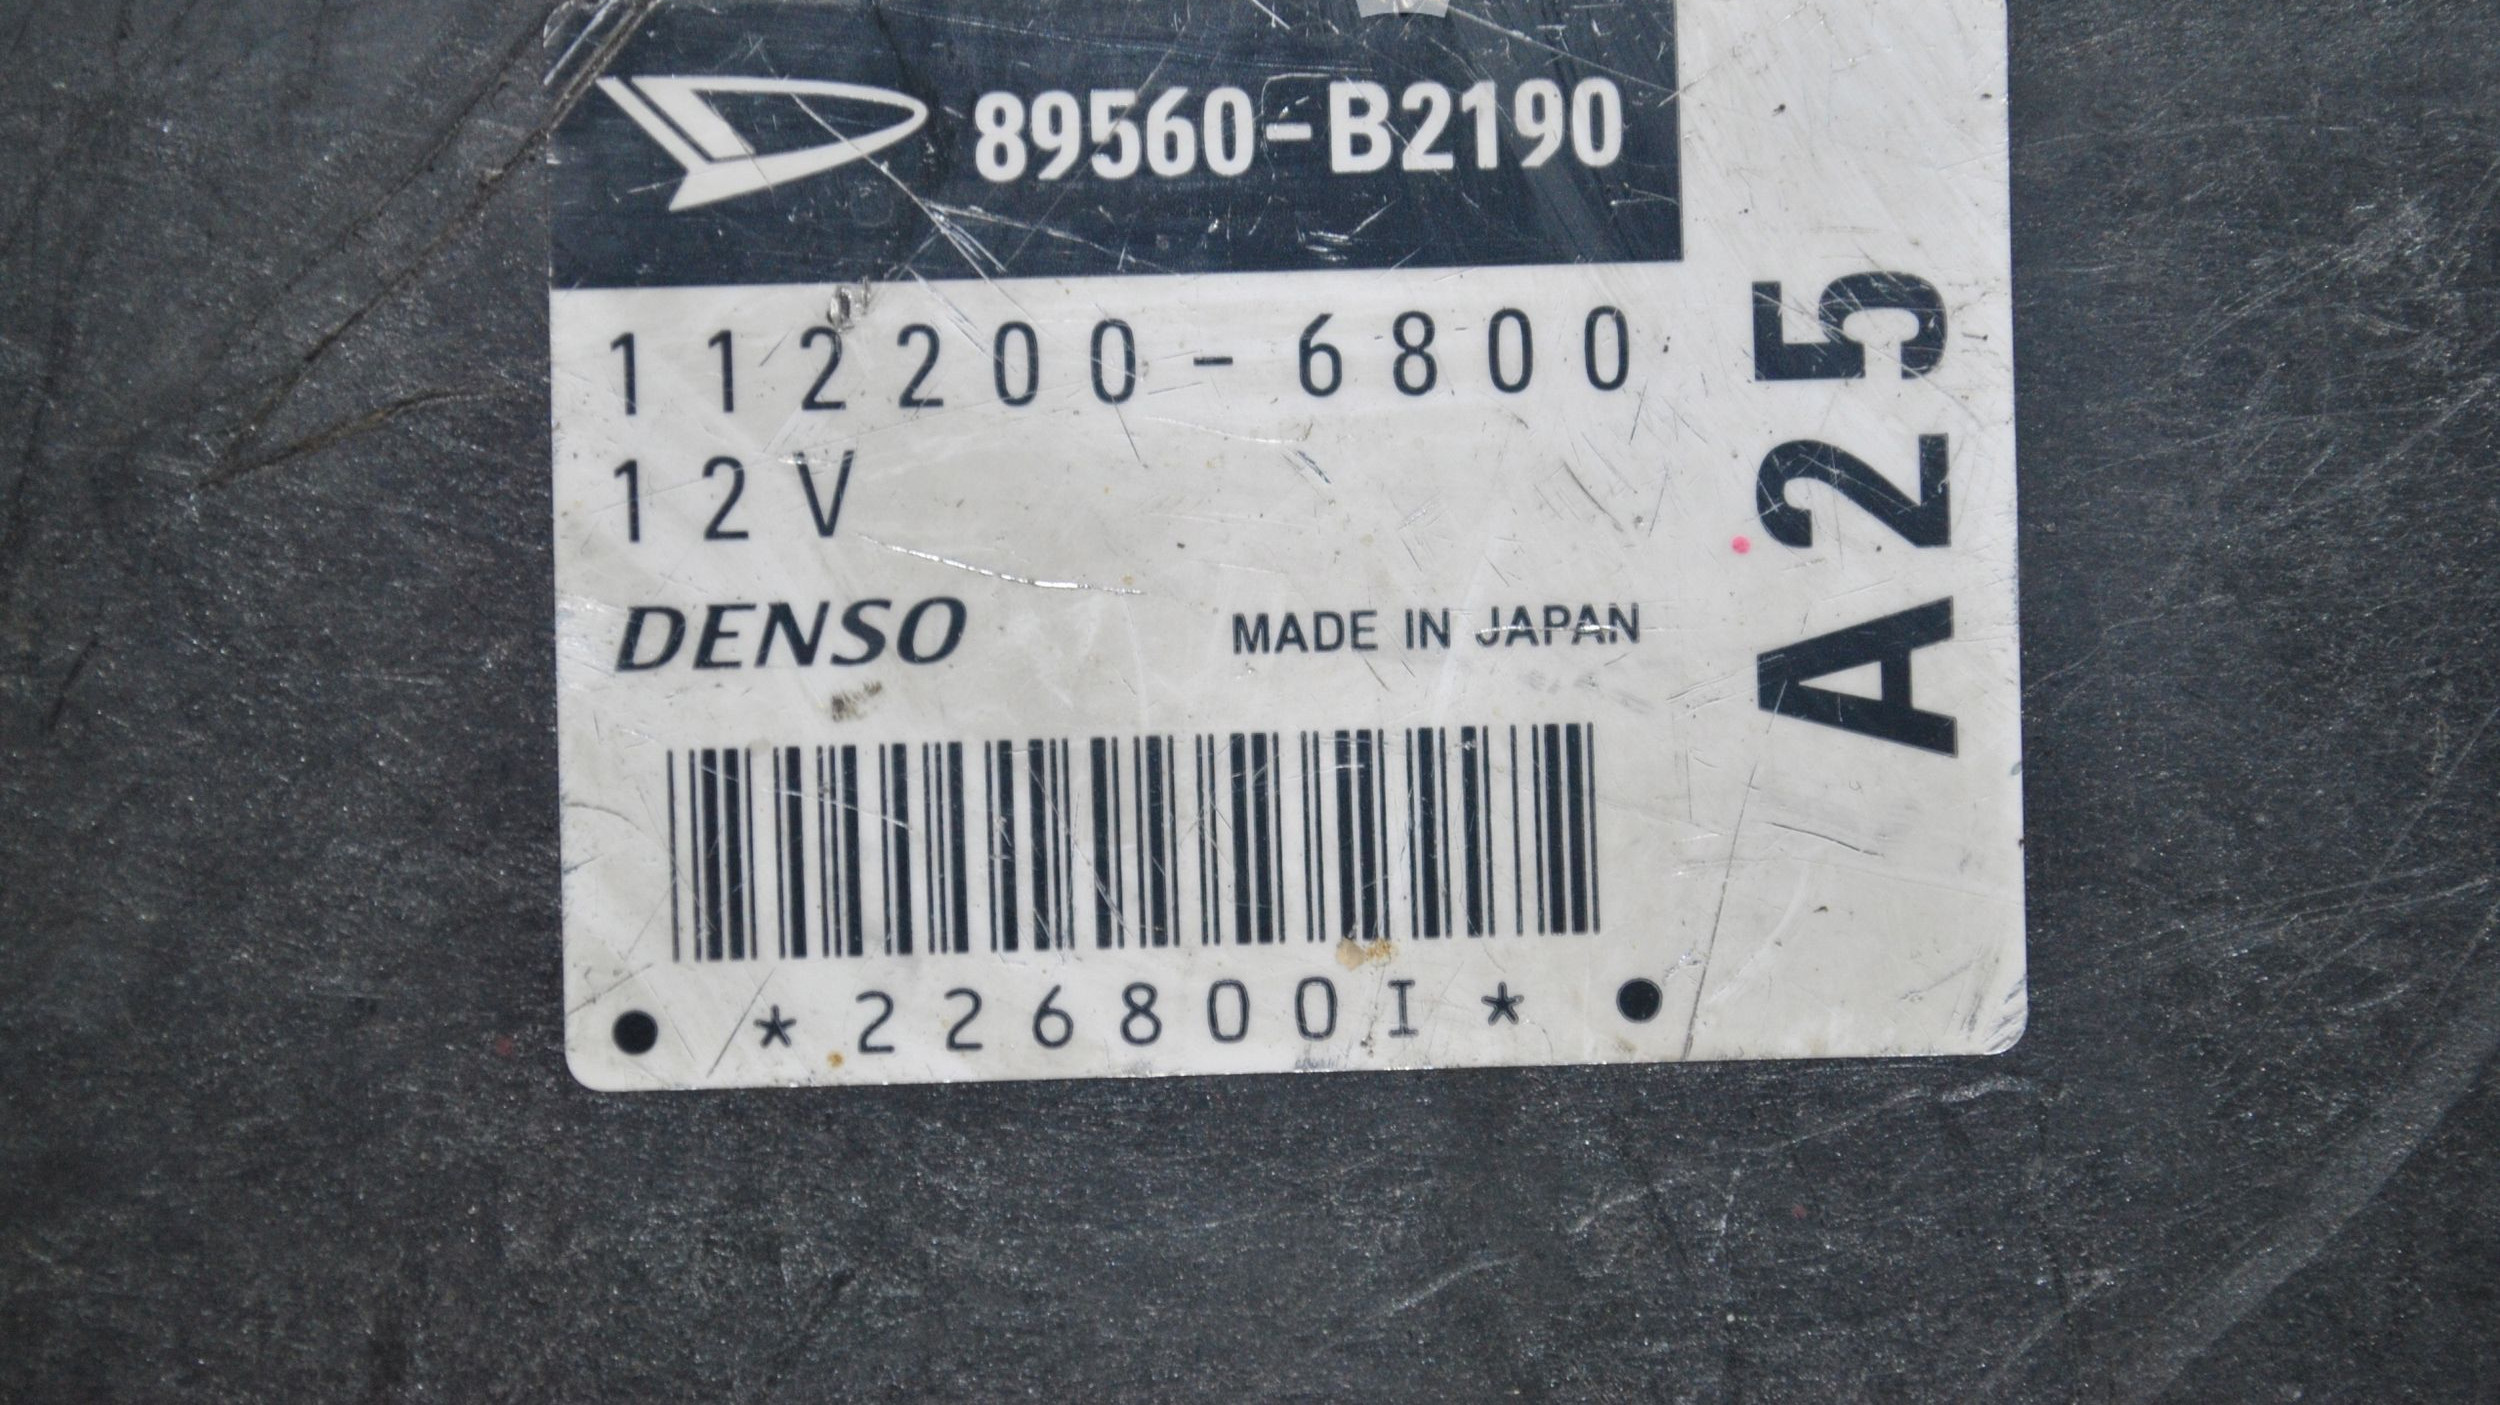 89560-B2190
112200-6800
12V
DENSO
MADE IN JAPAN
*226800I*
A25